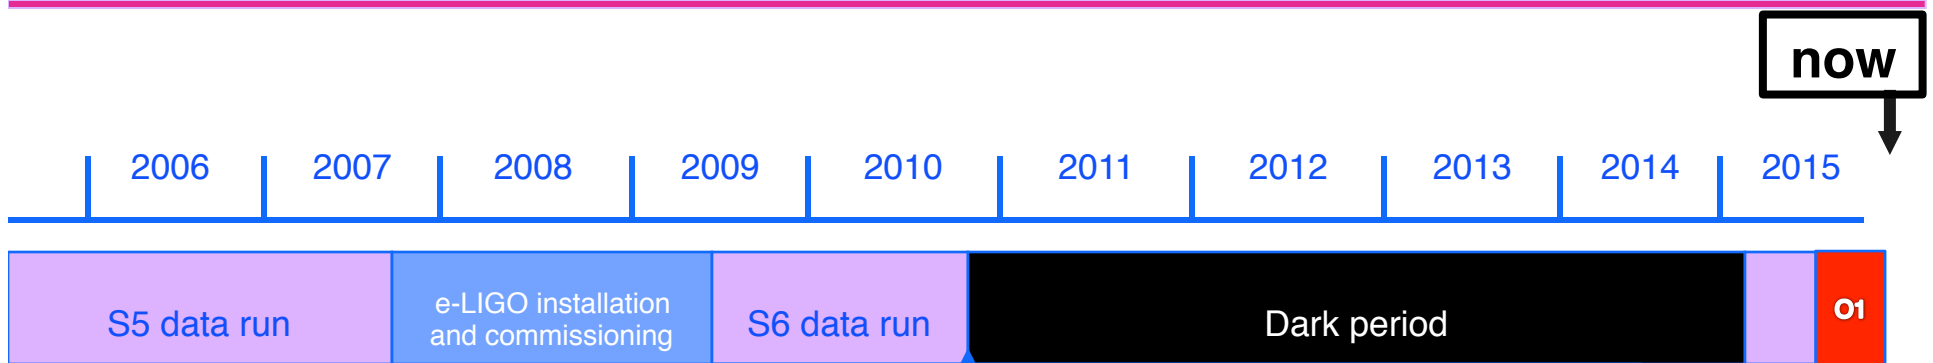 now
2006 2007 2008 2009 2010 2011 2012 2013 2014 2015
S5 data run
e-LIGO installation
and commissioning
S6 data run
Dark period
O1